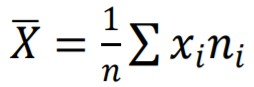 X̅ = 1/n ∑ xᵢnᵢ